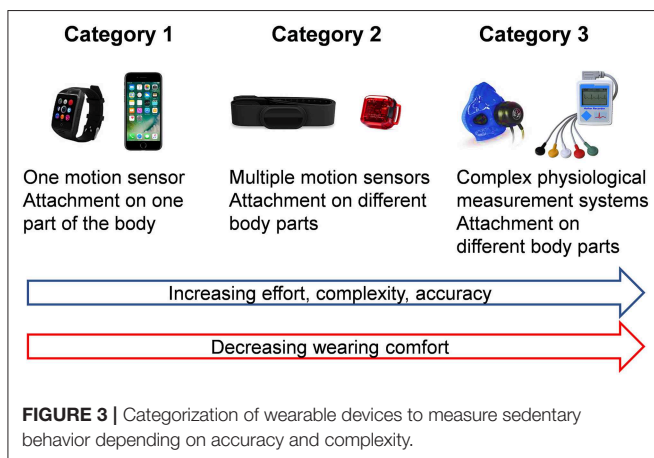 Category 1
Category 2
Category 3
One motion sensor
Attachment on one
part of the body
Multiple motion sensors
Attachment on different
body parts
Complex physiological
measurement systems
Attachment on
different body parts
Increasing effort, complexity, accuracy
Decreasing wearing comfort
FIGURE 3 | Categorization of wearable devices to measure sedentary
behavior depending on accuracy and complexity.